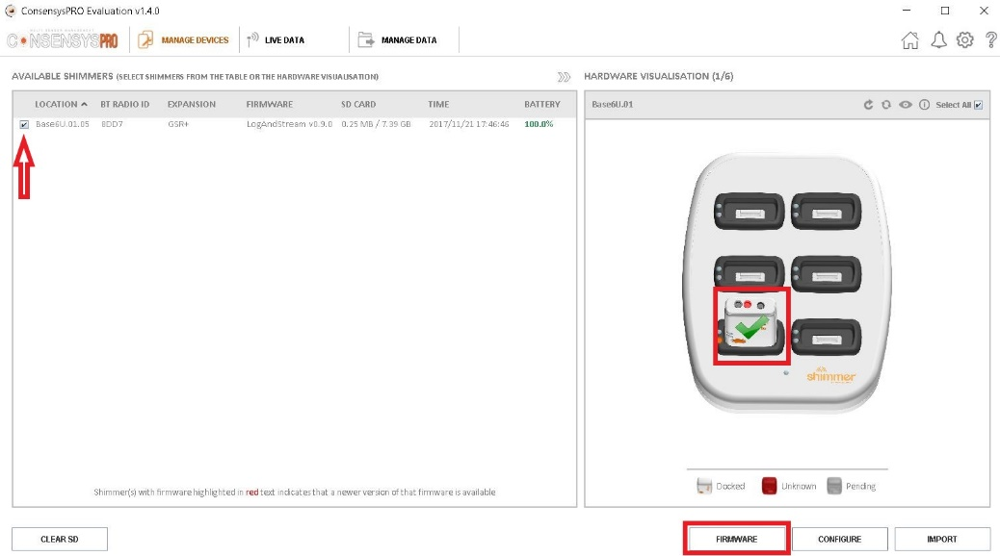 ConsensysPRO Evaluation v1.4.0
CONSENSYSPRO
MANAGE DEVICES
LIVE DATA
MANAGE DATA
AVAILABLE SHIMMERS (SELECT SHIMMERS FROM THE TABLE OR THE HARDWARE VISUALISATION)
LOCATION BT RADIO ID EXPANSION FIRMWARE SD CARD TIME BATTERY
Base6U.01.05 8DD7 GSR+ LogAndStream v0.9.0 0.25 MB / 7.39 GB 2017/11/21 17:46:46 100.0%
Shimmer(s) with firmware highlighted in red text indicates that a newer version of that firmware is available
HARDWARE VISUALISATION (1/6)
Base6U.01 Select All
shimmer
Docked Unknown Pending
CLEAR SD
FIRMWARE
CONFIGURE
IMPORT